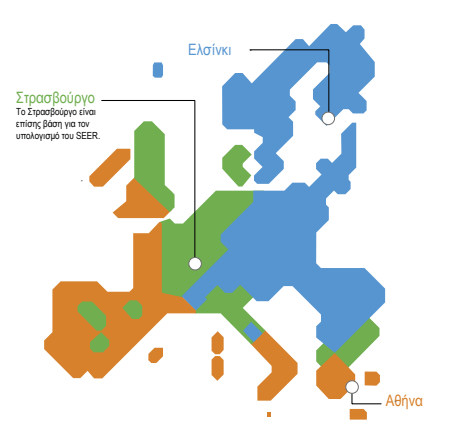 Ελσίνκι
Στρασβούργο
Το Στρασβούργο είναι
επίσης βάση για τον
υπολογισμό του SEER.
Αθήνα